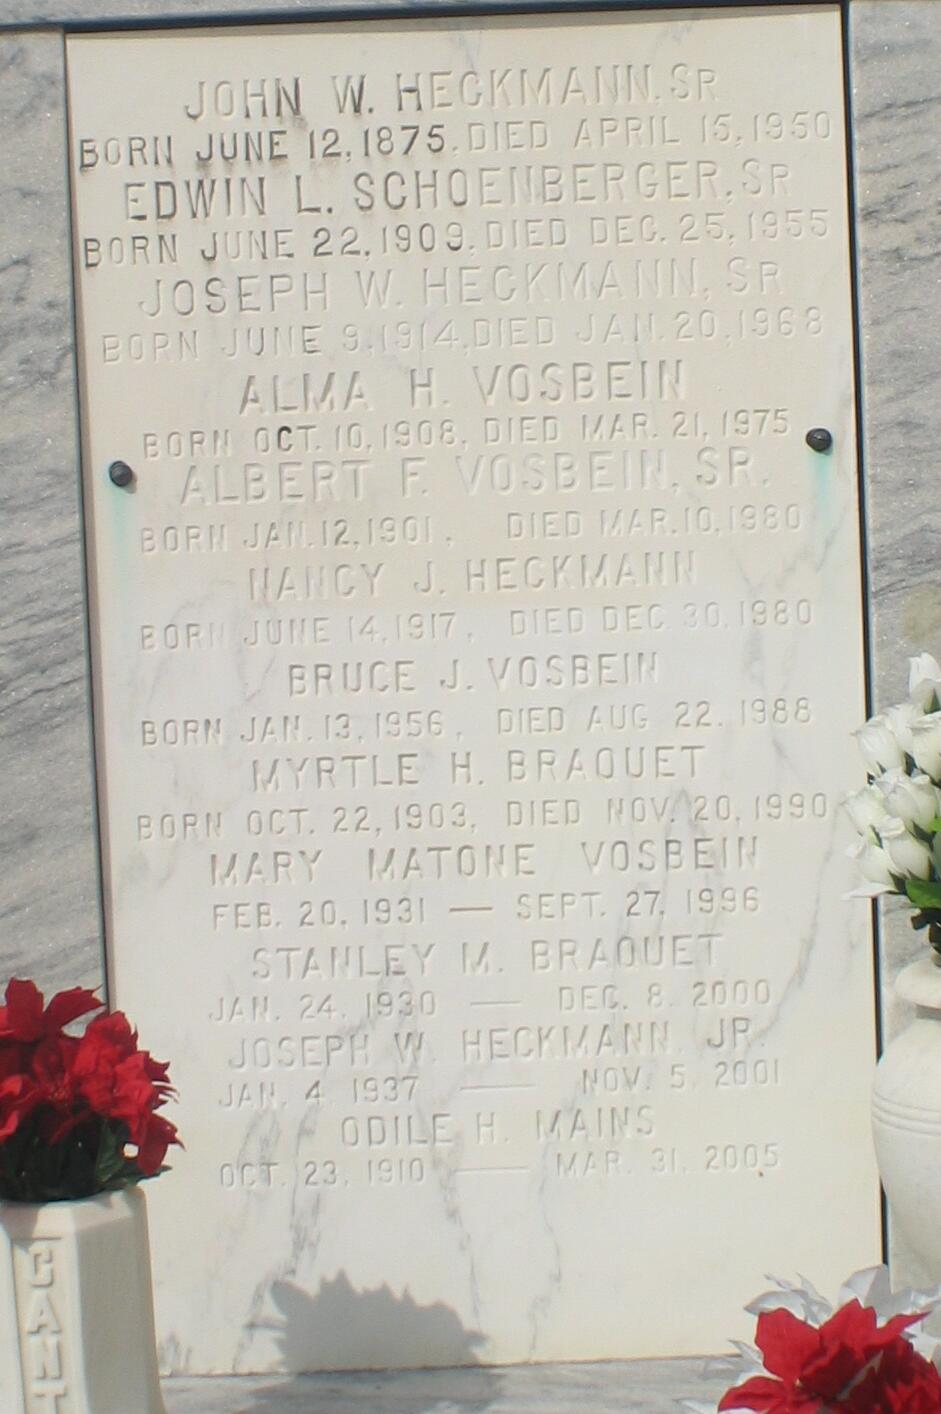 JOHN W. HECKMANN, SR
BORN JUNE 12, 1875, DIED APRIL 15, 1950
EDWIN L. SCHOENBERGER, SR
BORN JUNE 22, 1909, DIED DEC. 25, 1955
JOSEPH W. HECKMANN, SR
BORN JUNE 9, 1914, DIED JAN. 20, 1968
ALMA H. VOSBEIN
BORN OCT. 10, 1908, DIED MAR. 21, 1975
ALBERT F. VOSBEIN, SR.
BORN JAN. 12, 1901, DIED MAR. 10, 1980
NANCY J. HECKMANN
BORN JUNE 14, 1917, DIED DEC. 30, 1980
BRUCE J. VOSBEIN
BORN JAN. 13, 1956, DIED AUG 22. 1988
MYRTLE H. BRAQUET
BORN OCT. 22, 1903, DIED NOV. 20, 1990
MARY MATONE VOSBEIN
FEB. 20, 1931 — SEPT. 27, 1996
STANLEY M. BRAQUET
JAN. 24, 1930 — DEC. 8, 2000
JOSEPH W. HECKMANN JR.
JAN. 4 1937 — NOV. 5, 2001
ODILE H. MAINS
OCT. 23, 1910 — MAR. 31, 2005
CANT